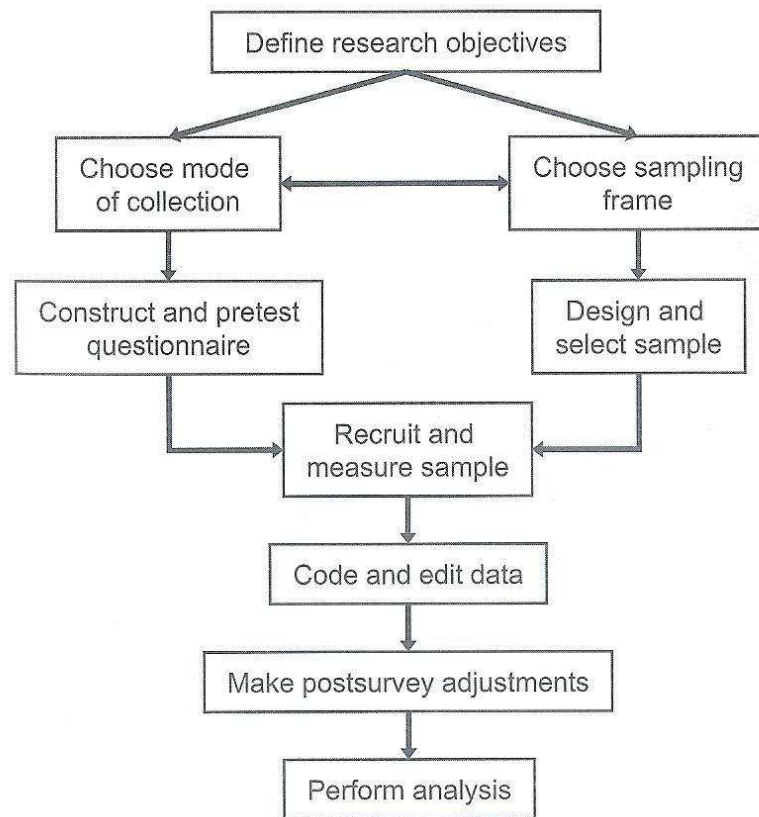 Define research objectives
Choose mode
of collection
Choose sampling
frame
Construct and pretest
questionnaire
Design and
select sample
Recruit and
measure sample
Code and edit data
Make postsurvey adjustments
Perform analysis